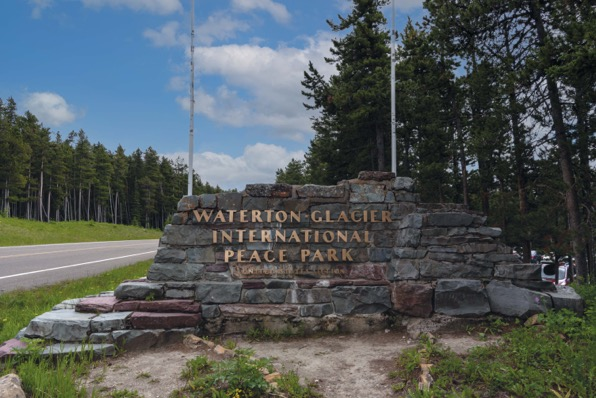 WATERTON GLACIER
INTERNATIONAL
PEACE PARK